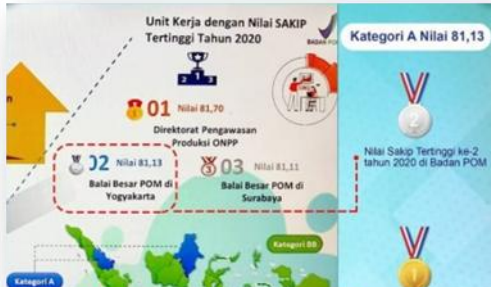 Unit Kerja dengan Nilai SAKIP
Tertinggi Tahun 2020
BADAN POM
01 Nilai 81,70
Direktorat Pengawasan
Produksi ONPP
02 Nilai 81,13
Balai Besar POM di
Yogyakarta
03 Nilai 81,11
Balai Besar POM di
Surabaya
Kategori BB
Kategori A
Kategori A Nilai 81,13
2
Nilai Sakip Tertinggi ke-2
tahun 2020 di Badan POM
1